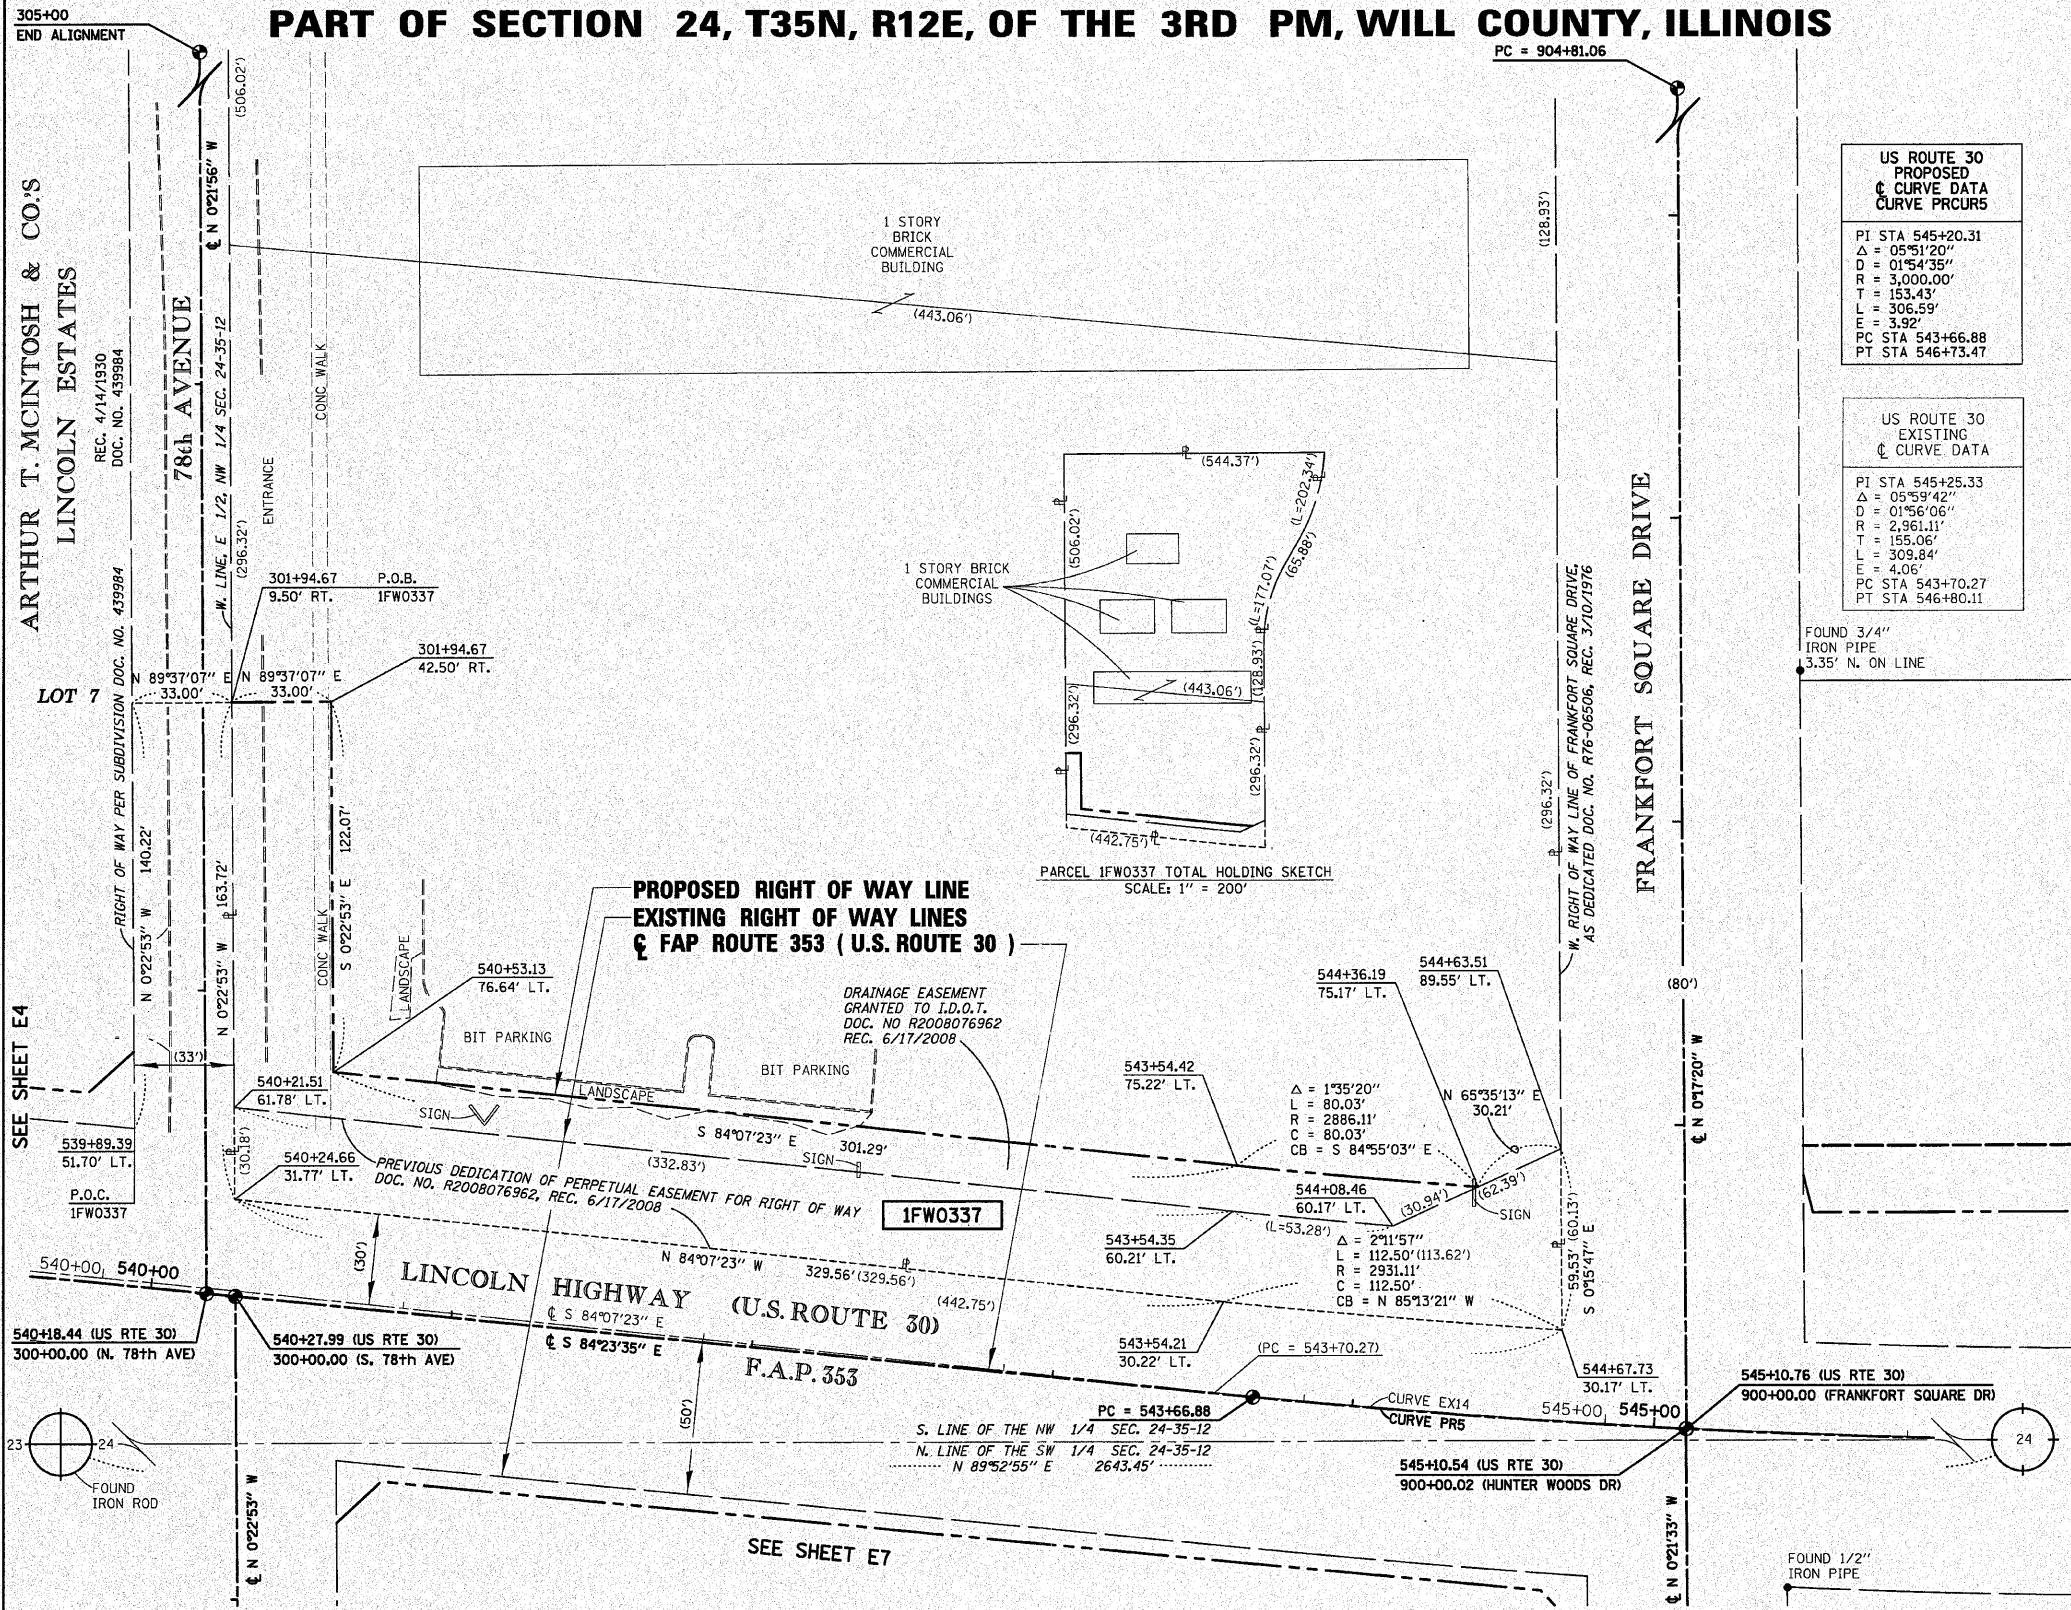 PART OF SECTION 24, T35N, R12E, OF THE 3RD PM, WILL COUNTY, ILLINOIS
305+00
END ALIGNMENT
PC = 904+81.06
(506.02')
℄ N 0°21'56" W
ARTHUR T. MCINTOSH & CO.'S
LINCOLN ESTATES
REC. 4/14/1930
DOC. NO. 439984
78th AVENUE
W. LINE, E 1/2, NW 1/4 SEC. 24-35-12
(296.32')
ENTRANCE
CONC WALK
1 STORY
BRICK
COMMERCIAL
BUILDING
(443.06')
(128.93')
US ROUTE 30
PROPOSED
℄ CURVE DATA
CURVE PRCUR5
PI STA 545+20.31
Δ = 05°51'20"
D = 01°54'35"
R = 3,000.00'
T = 153.43'
L = 306.59'
E = 3.92'
PC STA 543+66.88
PT STA 546+73.47
US ROUTE 30
EXISTING
℄ CURVE DATA
PI STA 545+25.33
Δ = 05°59'42"
D = 01°56'06"
R = 2,961.11'
T = 155.06'
L = 309.84'
E = 4.06'
PC STA 543+70.27
PT STA 546+80.11
FOUND 3/4"
IRON PIPE
3.35' N. ON LINE
301+94.67 P.O.B.
9.50' RT. 1FW0337
301+94.67
42.50' RT.
LOT 7
N 89°37'07" E
33.00'
N 89°37'07" E
33.00'
RIGHT OF WAY PER SUBDIVISION DOC. NO. 439984
N 0°22'53" W 140.22'
N 0°22'53" W 163.72'
S 0°22'53" E 122.07'
CONC WALK
LANDSCAPE
(544.37')
(L=202.34')
(65.88')
(L=177.07')
(506.02')
1 STORY BRICK
COMMERCIAL
BUILDINGS
(443.06')
(128.93')
(296.32')
(296.32')
(442.75')
PARCEL 1FW0337 TOTAL HOLDING SKETCH
SCALE: 1" = 200'
FRANKFORT SQUARE DRIVE
W. RIGHT OF WAY LINE OF FRANKFORT SQUARE DRIVE,
AS DEDICATED DOC. NO. R76-06506, REC. 3/10/1976
(296.32')
(80')
℄ N 0°17'20" W
PROPOSED RIGHT OF WAY LINE
EXISTING RIGHT OF WAY LINES
℄ FAP ROUTE 353 ( U.S. ROUTE 30 )
540+53.13
76.64' LT.
BIT PARKING
BIT PARKING
LANDSCAPE
DRAINAGE EASEMENT
GRANTED TO I.D.O.T.
DOC. NO R2008076962
REC. 6/17/2008
544+36.19
75.17' LT.
544+63.51
89.55' LT.
543+54.42
75.22' LT.
Δ = 1°35'20"
L = 80.03'
R = 2886.11'
C = 80.03'
CB = S 84°55'03" E
N 65°35'13" E
30.21'
SEE SHEET E4
(33')
540+21.51
61.78' LT.
SIGN
S 84°07'23" E 301.29'
(332.83')
SIGN
539+89.39
51.70' LT.
P.O.C.
1FW0337
(30.18')
540+24.66
31.77' LT.
PREVIOUS DEDICATION OF PERPETUAL EASEMENT FOR RIGHT OF WAY
DOC. NO. R2008076962, REC. 6/17/2008
1FW0337
544+08.46
60.17' LT.
(30.94')
(62.39')
SIGN
(L=53.28')
543+54.35
60.21' LT.
Δ = 2°11'57"
L = 112.50'(113.62')
R = 2931.11'
C = 112.50'
CB = N 85°13'21" W
59.53' (60.13')
S 0°15'47" E
540+00 540+00
(30')
N 84°07'23" W 329.56'(329.56')
(442.75')
LINCOLN HIGHWAY (U.S. ROUTE 30)
℄ S 84°07'23" E
℄ S 84°23'35" E
F.A.P. 353
540+18.44 (US RTE 30)
300+00.00 (N. 78th AVE)
540+27.99 (US RTE 30)
300+00.00 (S. 78th AVE)
543+54.21
30.22' LT.
(PC = 543+70.27)
544+67.73
30.17' LT.
545+10.76 (US RTE 30)
900+00.00 (FRANKFORT SQUARE DR)
PC = 543+66.88
CURVE EX14
CURVE PR5
545+00 545+00
(50')
S. LINE OF THE NW 1/4 SEC. 24-35-12
N. LINE OF THE SW 1/4 SEC. 24-35-12
N 89°52'55" E 2643.45'
23 24
FOUND
IRON ROD
24
545+10.54 (US RTE 30)
900+00.02 (HUNTER WOODS DR)
℄ N 0°22'53" W
SEE SHEET E7
℄ N 0°21'33" W
FOUND 1/2"
IRON PIPE